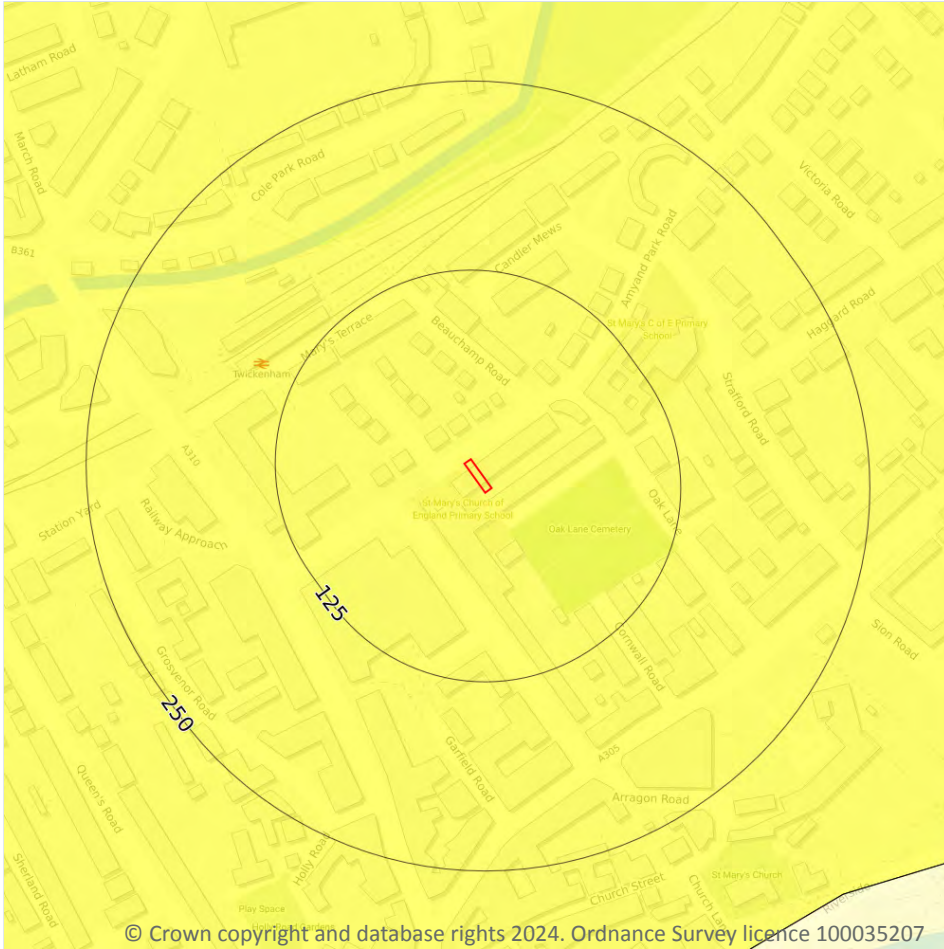 Latham Road
March Road
Cole Park Road
Victoria Road
B361
Candler Mews
Amyand Park Road
Haggard Road
Mary's Terrace
Beauchamp Road
St Mary's C of E Primary
School
Twickenham
Strafford Road
A310
St Mary's Church of
England Primary School
Oak Lane
Oak Lane Cemetery
Station Yard
Railway Approach
125
Cornwall Road
Sion Road
Grosvenor Road
250
Garfield Road
A305
Queen's Road
Arragon Road
Holly Road
Sherland Road
St Mary's Church
Church Street
Church Lane
Riverside
Play Space
© Crown copyright and database rights 2024. Ordnance Survey licence 100035207